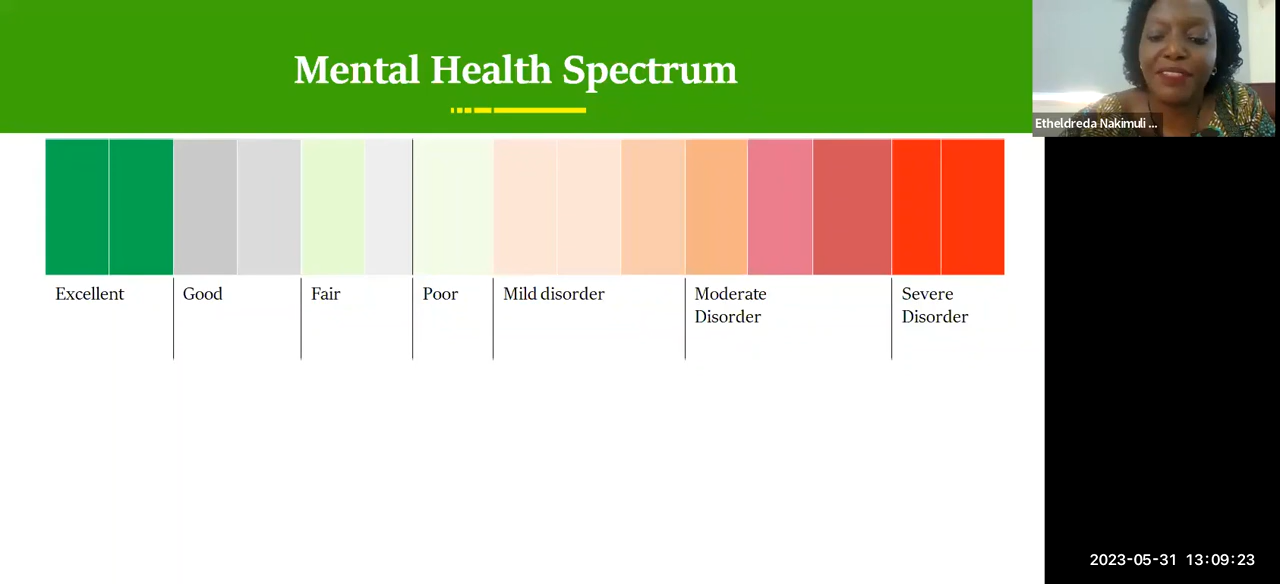 Mental Health Spectrum
Etheldreda Nakimuli ...
Excellent
Good
Fair
Poor
Mild disorder
Moderate
Disorder
Severe
Disorder
2023-05-31 13:09:23